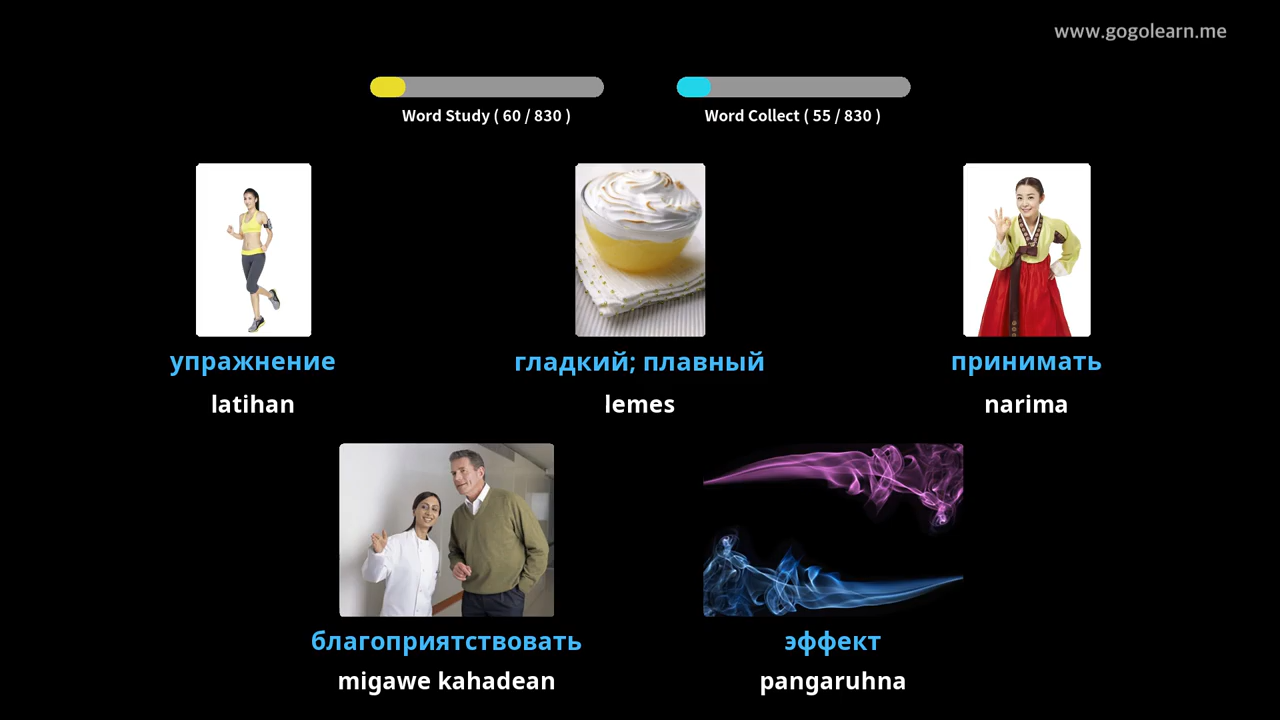 www.gogolearn.me
Word Study ( 60 / 830 )
Word Collect ( 55 / 830 )
упражнение
гладкий; плавный
принимать
latihan
lemes
narima
благоприятствовать
эффект
migawe kahadean
pangaruhna